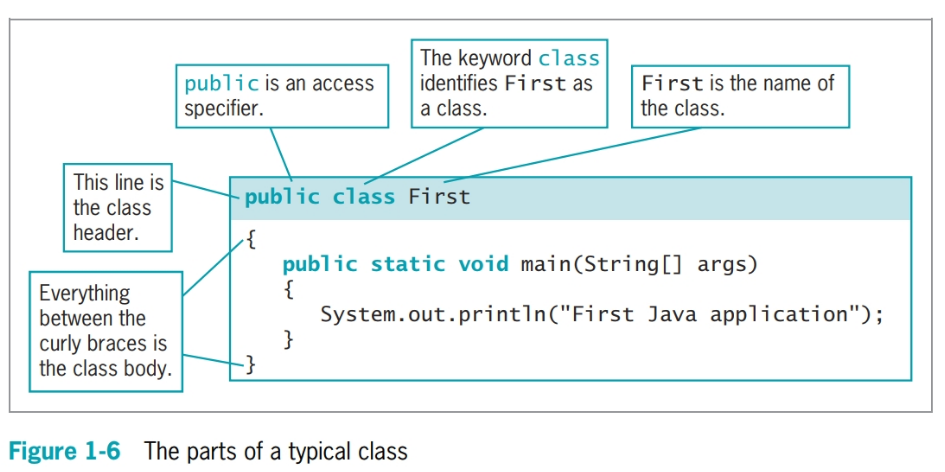 public is an access
specifier.
The keyword class
identifies First as
a class.
First is the name of
the class.
This line is
the class
header.
public class First
{
public static void main(String[] args)
{
System.out.println("First Java application");
}
}
Everything
between the
curly braces is
the class body.
Figure 1-6 The parts of a typical class